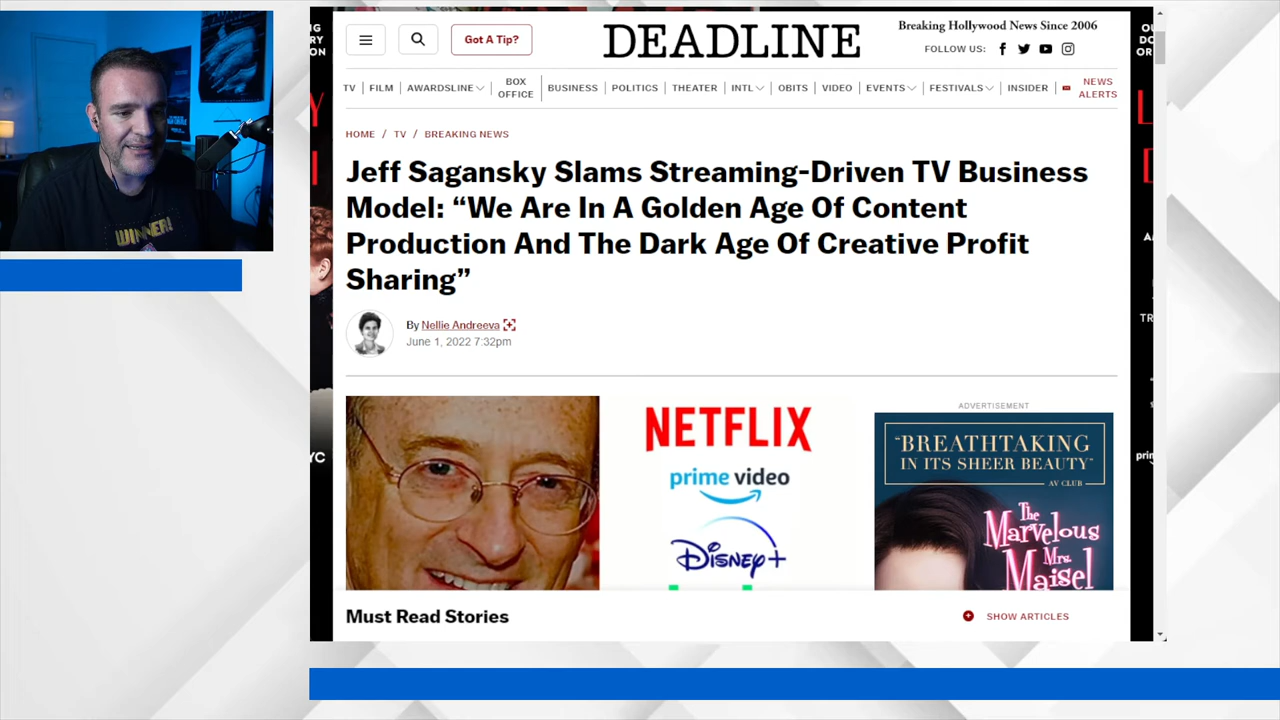 WINNER!
Got A Tip?
DEADLINE
Breaking Hollywood News Since 2006
FOLLOW US:
TV
FILM
AWARDSLINE
BOX
OFFICE
BUSINESS
POLITICS
THEATER
INTL
OBITS
VIDEO
EVENTS
FESTIVALS
INSIDER
NEWS
ALERTS
HOME / TV / BREAKING NEWS
Jeff Sagansky Slams Streaming-Driven TV Business
Model: “We Are In A Golden Age Of Content
Production And The Dark Age Of Creative Profit
Sharing”
By Nellie Andreeva
June 1, 2022 7:32pm
NETFLIX
prime video
Disney+
ADVERTISEMENT
“BREATHTAKING
IN ITS SHEER BEAUTY”
— AV CLUB
The
Marvelous
Mrs.
Maisel
Must Read Stories
SHOW ARTICLES